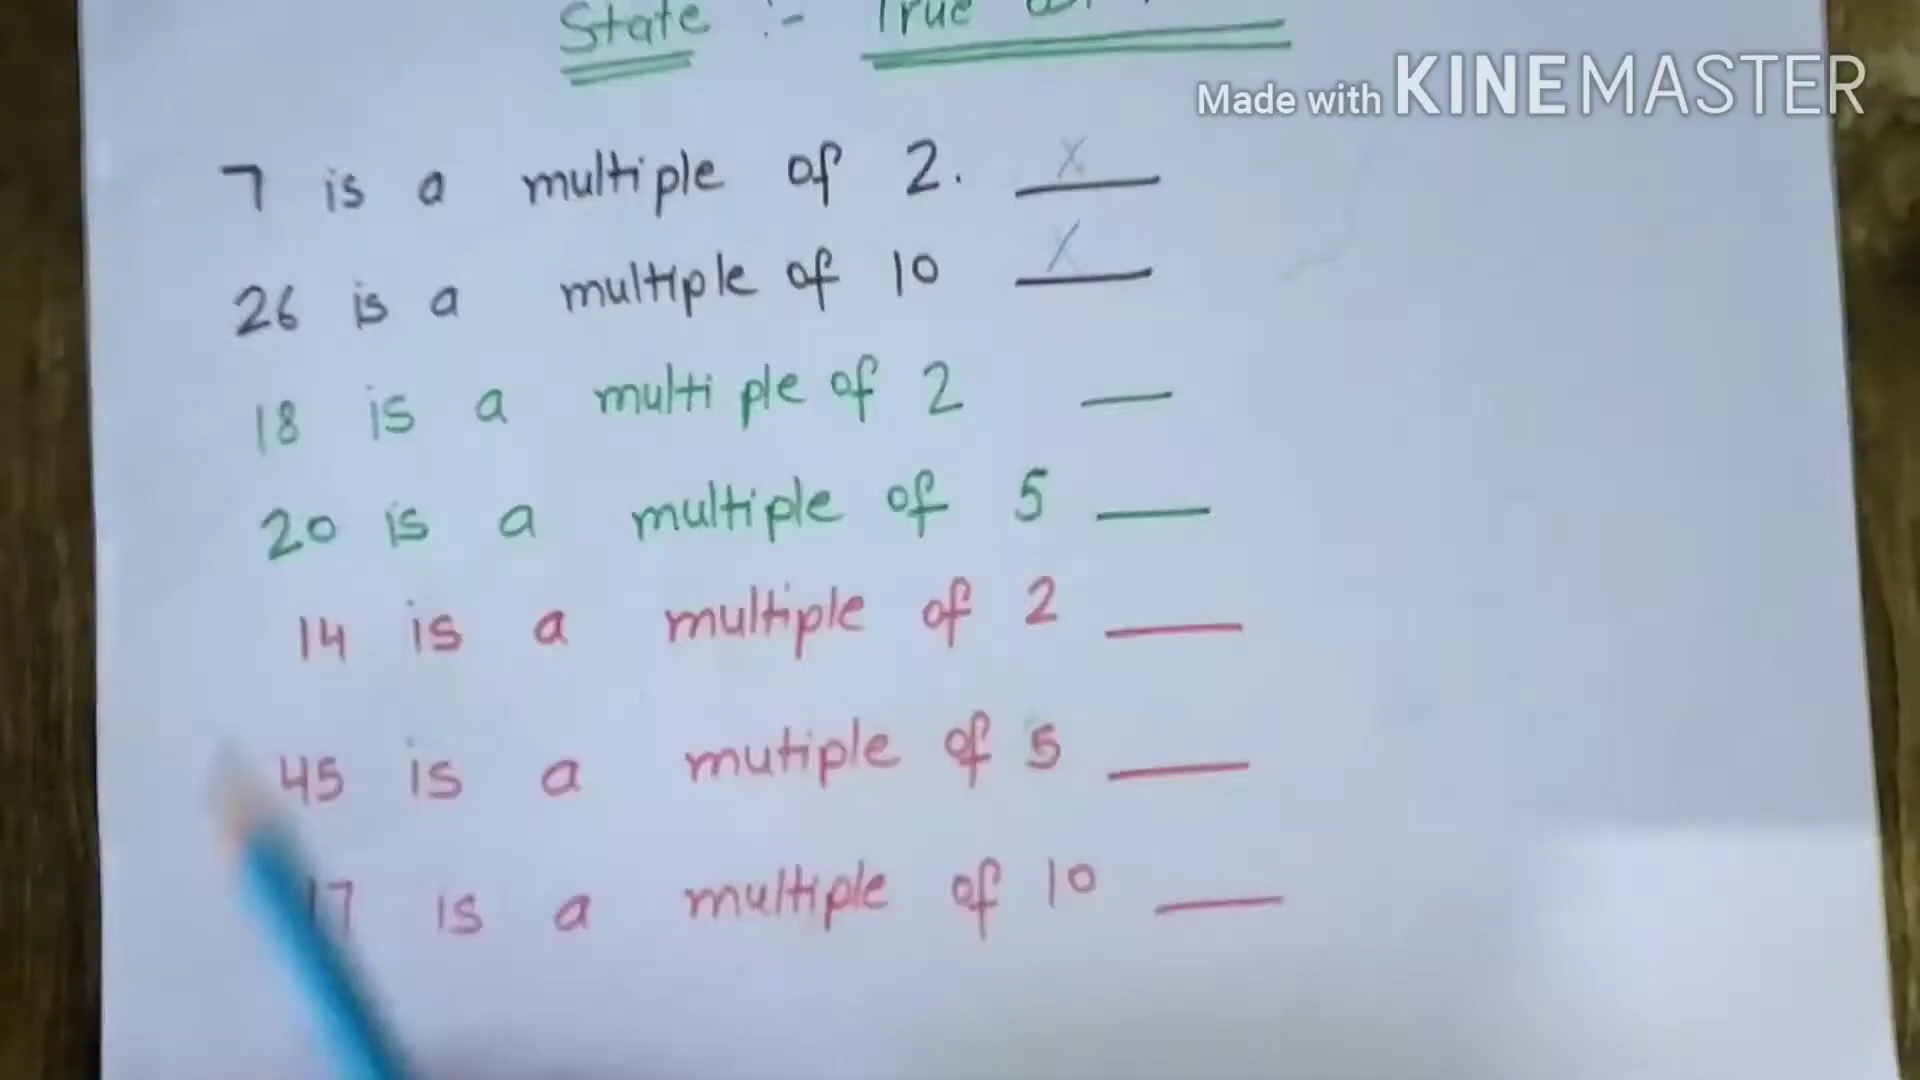 State :- True or
Made with KINEMASTER
7 is a multiple of 2. X
26 is a multiple of 10 X
18 is a multiple of 2
20 is a multiple of 5
14 is a multiple of 2
45 is a mutiple of 5
17 is a multiple of 10